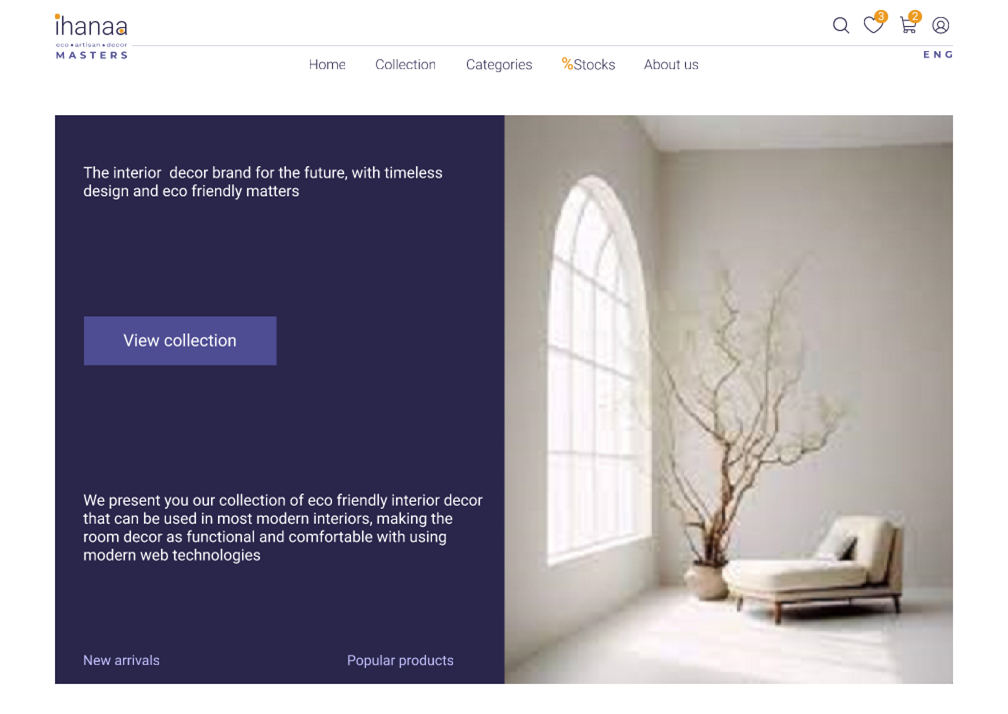 ihanaa
eco • artisan • decor
MASTERS
3
2
ENG
Home Collection Categories %Stocks About us
The interior decor brand for the future, with timeless
design and eco friendly matters
View collection
We present you our collection of eco friendly interior decor
that can be used in most modern interiors, making the
room decor as functional and comfortable with using
modern web technologies
New arrivals Popular products